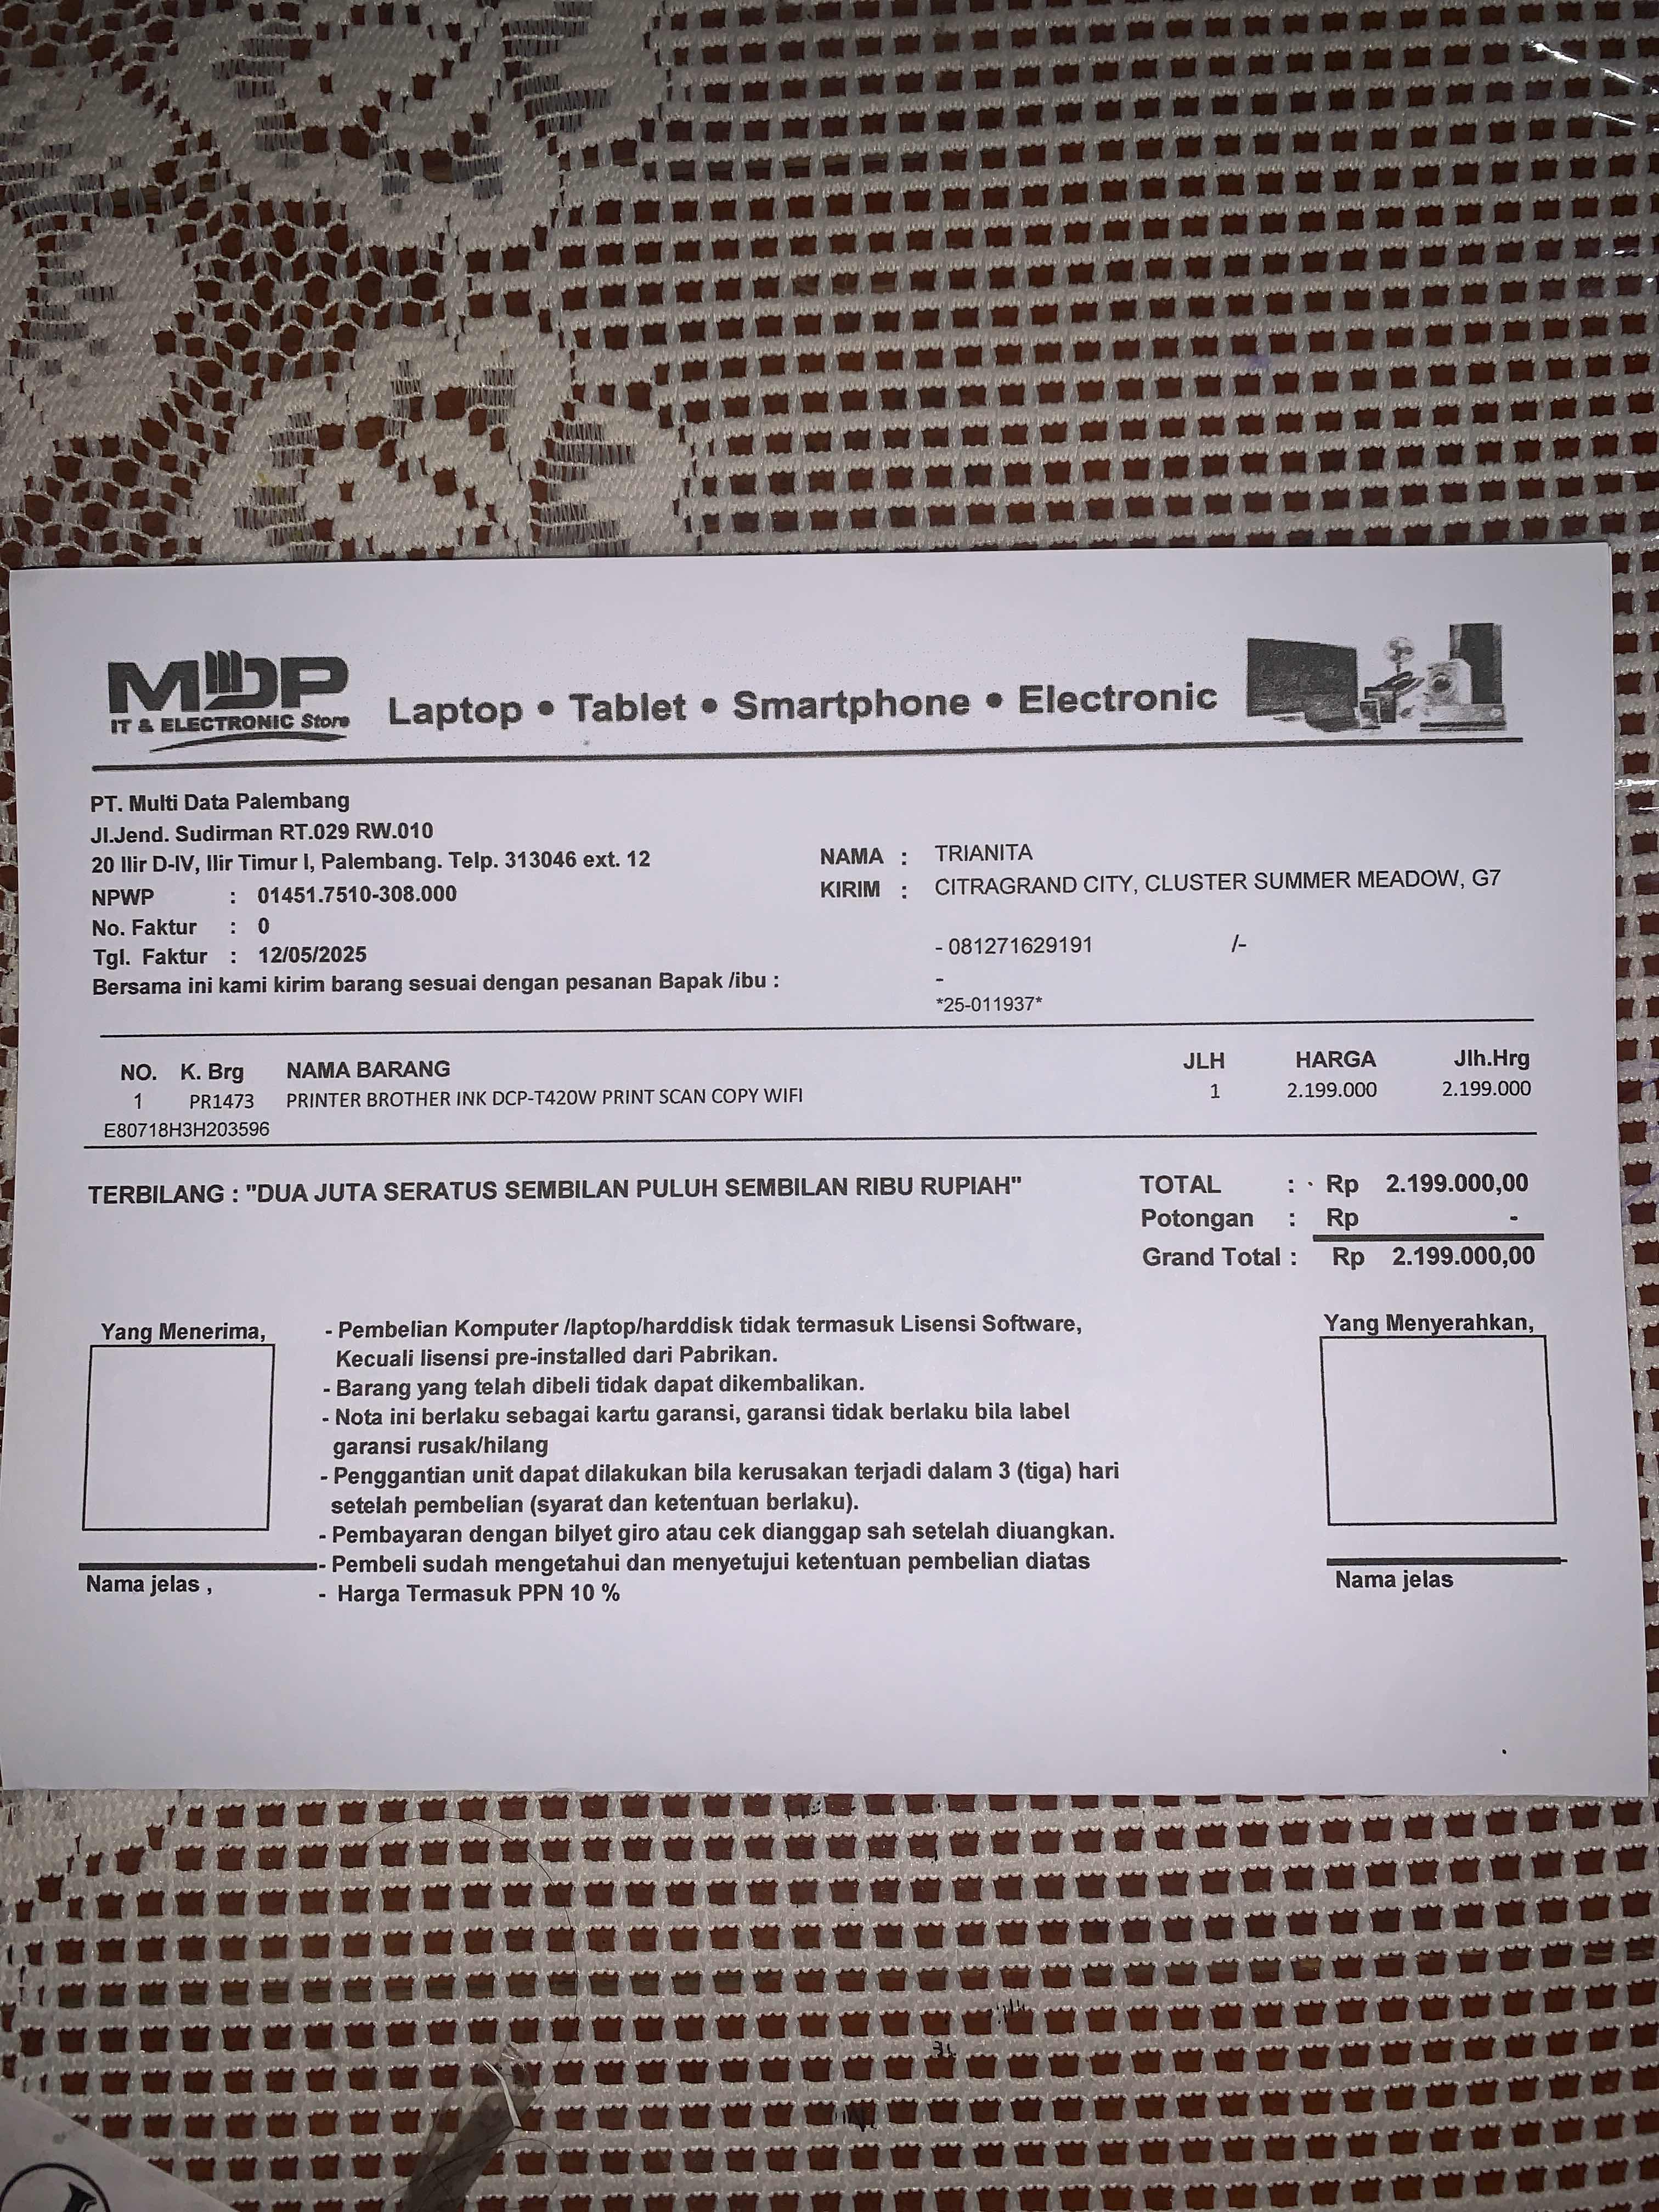 MDP
IT & ELECTRONIC Store
Laptop • Tablet • Smartphone • Electronic
PT. Multi Data Palembang
Jl.Jend. Sudirman RT.029 RW.010
20 Ilir D-IV, Ilir Timur I, Palembang. Telp. 313046 ext. 12
NPWP : 01451.7510-308.000
No. Faktur : 0
Tgl. Faktur : 12/05/2025
Bersama ini kami kirim barang sesuai dengan pesanan Bapak /ibu :
NAMA : TRIANITA
KIRIM : CITRAGRAND CITY, CLUSTER SUMMER MEADOW, G7
- 081271629191 /-
-
*25-011937*
NO. K. Brg NAMA BARANG JLH HARGA Jlh.Hrg
1 PR1473 PRINTER BROTHER INK DCP-T420W PRINT SCAN COPY WIFI 1 2.199.000 2.199.000
E80718H3H203596
TERBILANG : "DUA JUTA SERATUS SEMBILAN PULUH SEMBILAN RIBU RUPIAH"
TOTAL : Rp 2.199.000,00
Potongan : Rp -
Grand Total : Rp 2.199.000,00
Yang Menerima,
Nama jelas ,
- Pembelian Komputer /laptop/harddisk tidak termasuk Lisensi Software,
Kecuali lisensi pre-installed dari Pabrikan.
- Barang yang telah dibeli tidak dapat dikembalikan.
- Nota ini berlaku sebagai kartu garansi, garansi tidak berlaku bila label
garansi rusak/hilang
- Penggantian unit dapat dilakukan bila kerusakan terjadi dalam 3 (tiga) hari
setelah pembelian (syarat dan ketentuan berlaku).
- Pembayaran dengan bilyet giro atau cek dianggap sah setelah diuangkan.
- Pembeli sudah mengetahui dan menyetujui ketentuan pembelian diatas
- Harga Termasuk PPN 10 %
Yang Menyerahkan,
Nama jelas